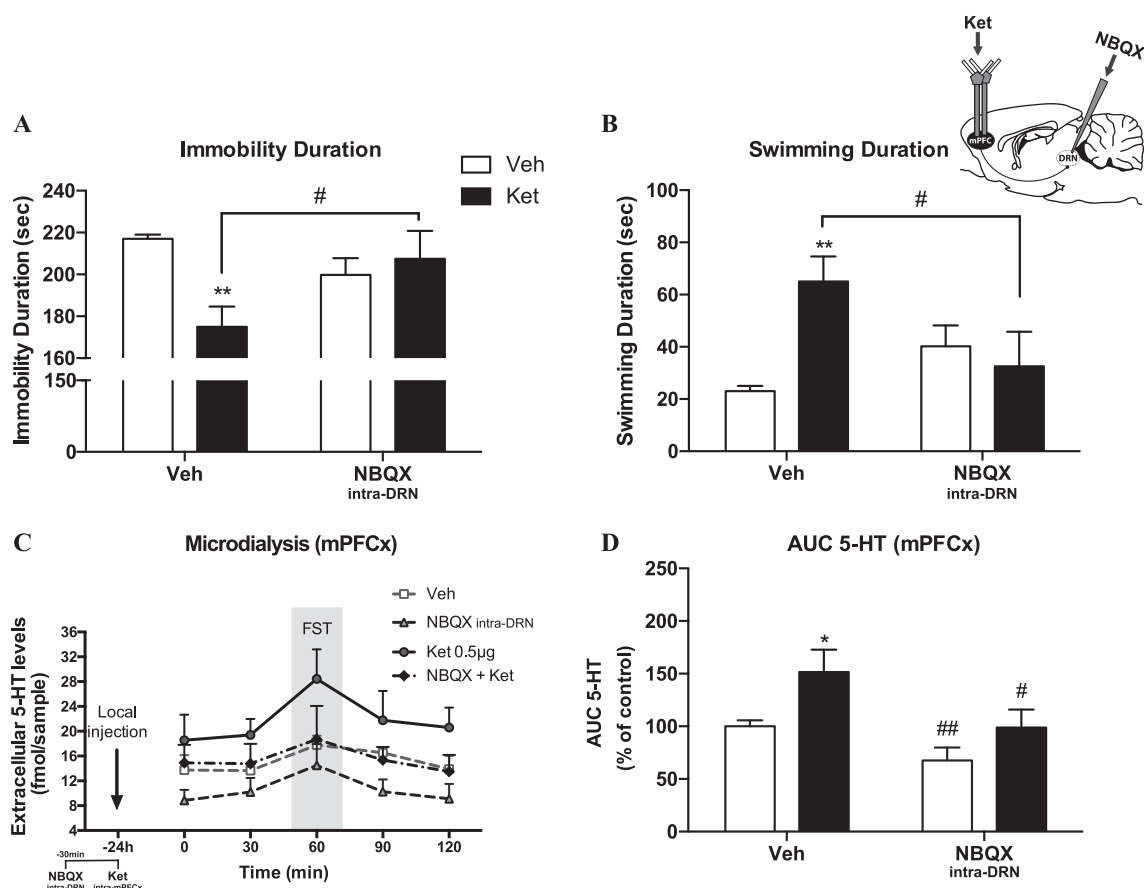 Ket
NBQX
mPFC
DRN
A
Immobility Duration
Veh
Ket
Immobility Duration (sec)
240
220
200
180
160
150
0
#
**
Veh
NBQX
intra-DRN
B
Swimming Duration
Swimming Duration (sec)
100
80
60
40
20
0
#
**
Veh
NBQX
intra-DRN
C
Microdialysis (mPFCx)
Veh
NBQX intra-DRN
Ket 0.5µg
NBQX + Ket
FST
Extracellular 5-HT levels
(fmol/sample)
36
32
28
24
20
16
12
8
4
Local
injection
-24h
0
30
60
90
120
Time (min)
-30min
NBQX
intra-DRN
Ket
intra-mPFCx
D
AUC 5-HT (mPFCx)
AUC 5-HT
(% of control)
250
200
150
100
50
0
*
##
#
Veh
NBQX
intra-DRN